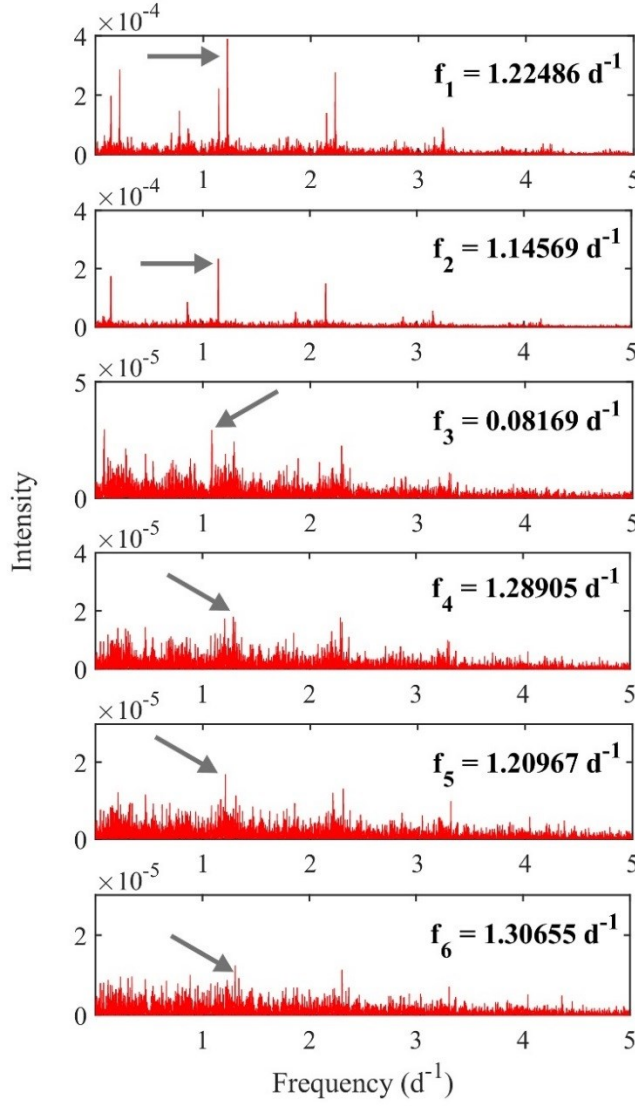 ×10⁻⁴
4
2
0
f₁ = 1.22486 d⁻¹
1 2 3 4 5
×10⁻⁴
4
2
0
f₂ = 1.14569 d⁻¹
1 2 3 4 5
×10⁻⁵
5
0
f₃ = 0.08169 d⁻¹
1 2 3 4 5
×10⁻⁵
4
2
0
f₄ = 1.28905 d⁻¹
1 2 3 4 5
×10⁻⁵
2
0
f₅ = 1.20967 d⁻¹
1 2 3 4 5
×10⁻⁵
2
0
f₆ = 1.30655 d⁻¹
1 2 3 4 5
Intensity
Frequency (d⁻¹)